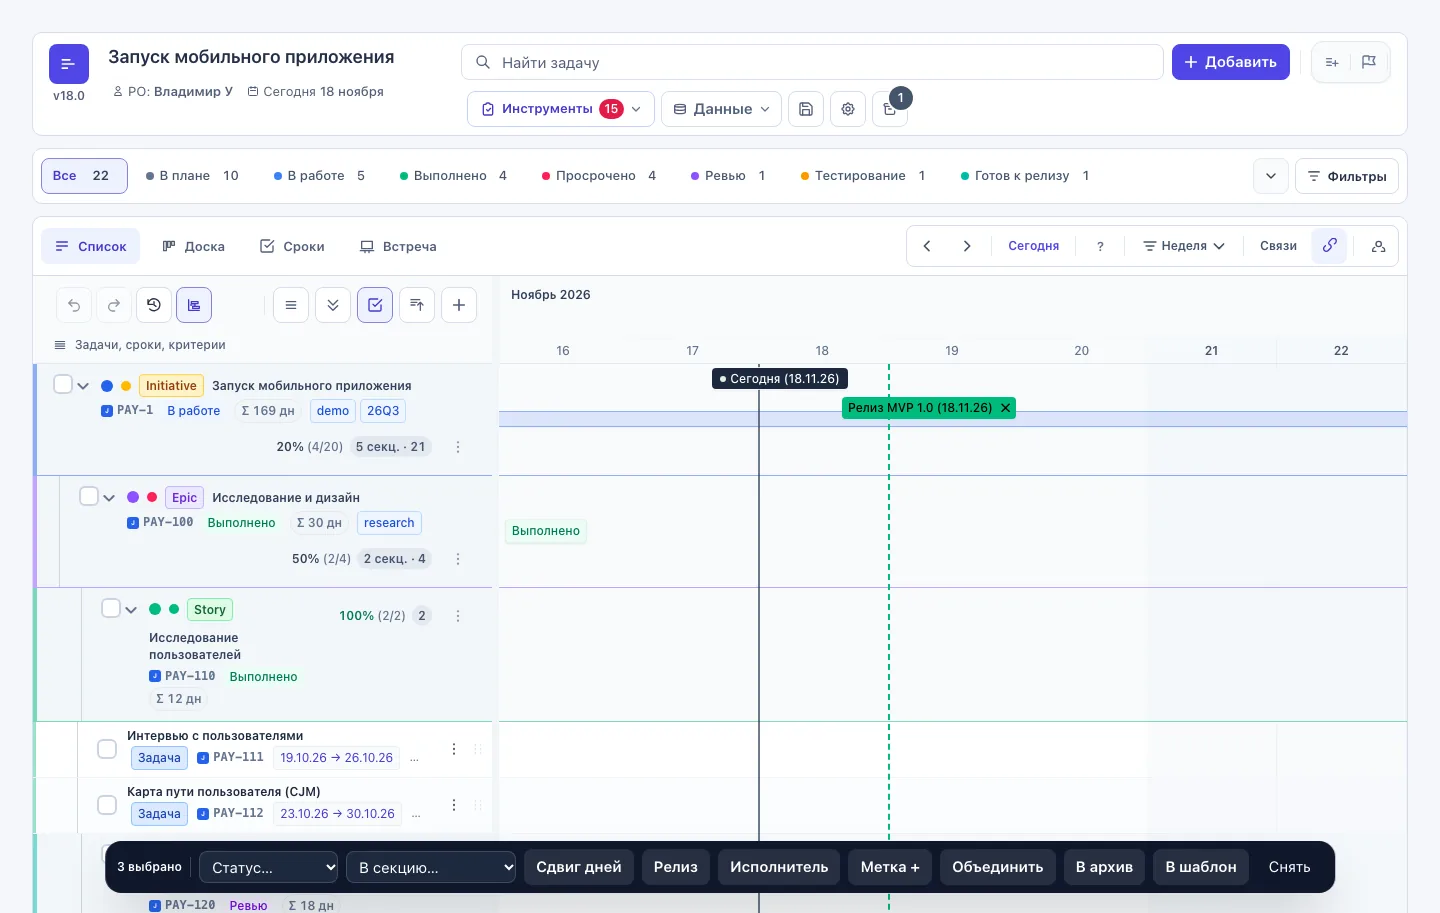 Запуск мобильного приложения
v18.0
PO: Владимир У
Сегодня 18 ноября
Найти задачу
Добавить
Инструменты 15
Данные
1
Все 22
В плане 10
В работе 5
Выполнено 4
Просрочено 4
Ревью 1
Тестирование 1
Готов к релизу 1
Фильтры
Список
Доска
Сроки
Встреча
Сегодня
?
Неделя
Связи
Ноябрь 2026
Задачи, сроки, критерии
16 17 18 19 20 21 22
Сегодня (18.11.26)
Релиз MVP 1.0 (18.11.26) ✕
Initiative Запуск мобильного приложения
PAY-1 В работе Σ 169 дн demo 26Q3
20% (4/20) 5 секц. · 21
Epic Исследование и дизайн
PAY-100 Выполнено Σ 30 дн research
50% (2/4) 2 секц. · 4
Выполнено
Story 100% (2/2) 2
Исследование
пользователей
PAY-110 Выполнено
Σ 12 дн
Интервью с пользователями
Задача PAY-111 19.10.26 → 26.10.26 ...
Карта пути пользователя (CJM)
Задача PAY-112 23.10.26 → 30.10.26 ...
3 выбрано
Статус...
В секцию...
Сдвиг дней
Релиз
Исполнитель
Метка +
Объединить
В архив
В шаблон
Снять
PAY-120 Ревью Σ 18 дн